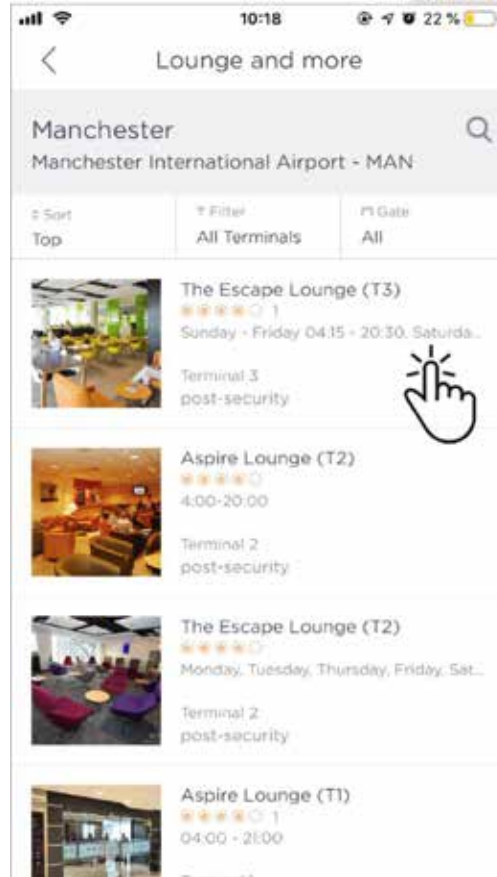 10:18 22 %
Lounge and more
Manchester
Manchester International Airport - MAN
Sort Filter Gate
Top All Terminals All
The Escape Lounge (T3)
1
Sunday - Friday 04:15 - 20:30, Saturda...
Terminal 3
post-security
Aspire Lounge (T2)
4:00-20:00
Terminal 2
post-security
The Escape Lounge (T2)
Monday, Tuesday, Thursday, Friday, Sat...
Terminal 2
post-security
Aspire Lounge (T1)
1
04:00 - 21:00